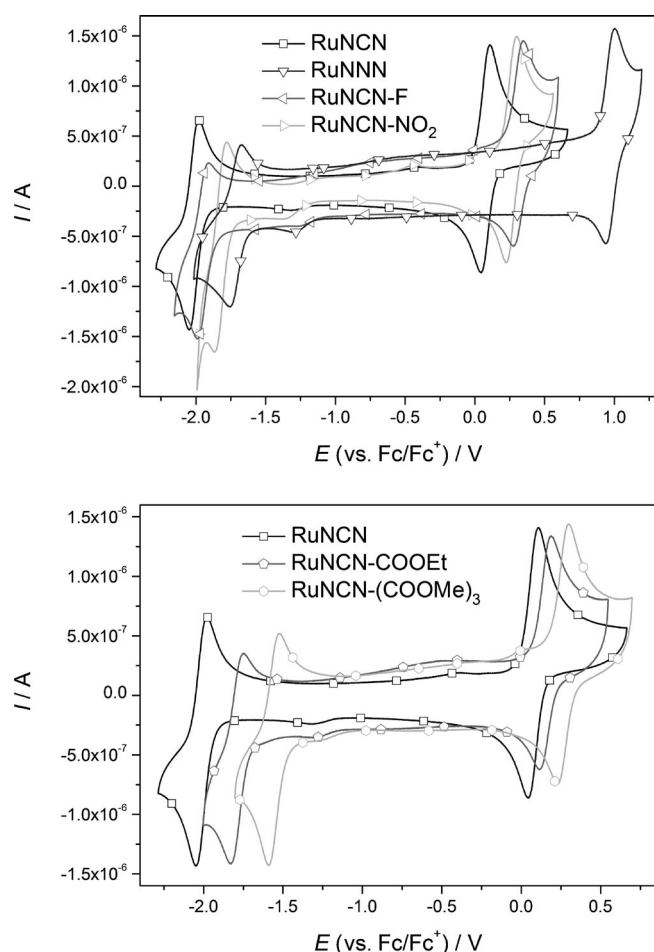 1.5x10⁻⁶
1.0x10⁻⁶
5.0x10⁻⁷
0.0
-5.0x10⁻⁷
-1.0x10⁻⁶
-1.5x10⁻⁶
-2.0x10⁻⁶
I / A
RuNCN
RuNNN
RuNCN-F
RuNCN-NO₂
-2.0 -1.5 -1.0 -0.5 0.0 0.5 1.0
E (vs. Fc/Fc⁺) / V
1.5x10⁻⁶
1.0x10⁻⁶
5.0x10⁻⁷
0.0
-5.0x10⁻⁷
-1.0x10⁻⁶
-1.5x10⁻⁶
I / A
RuNCN
RuNCN-COOEt
RuNCN-(COOMe)₃
-2.0 -1.5 -1.0 -0.5 0.0 0.5
E (vs. Fc/Fc⁺) / V